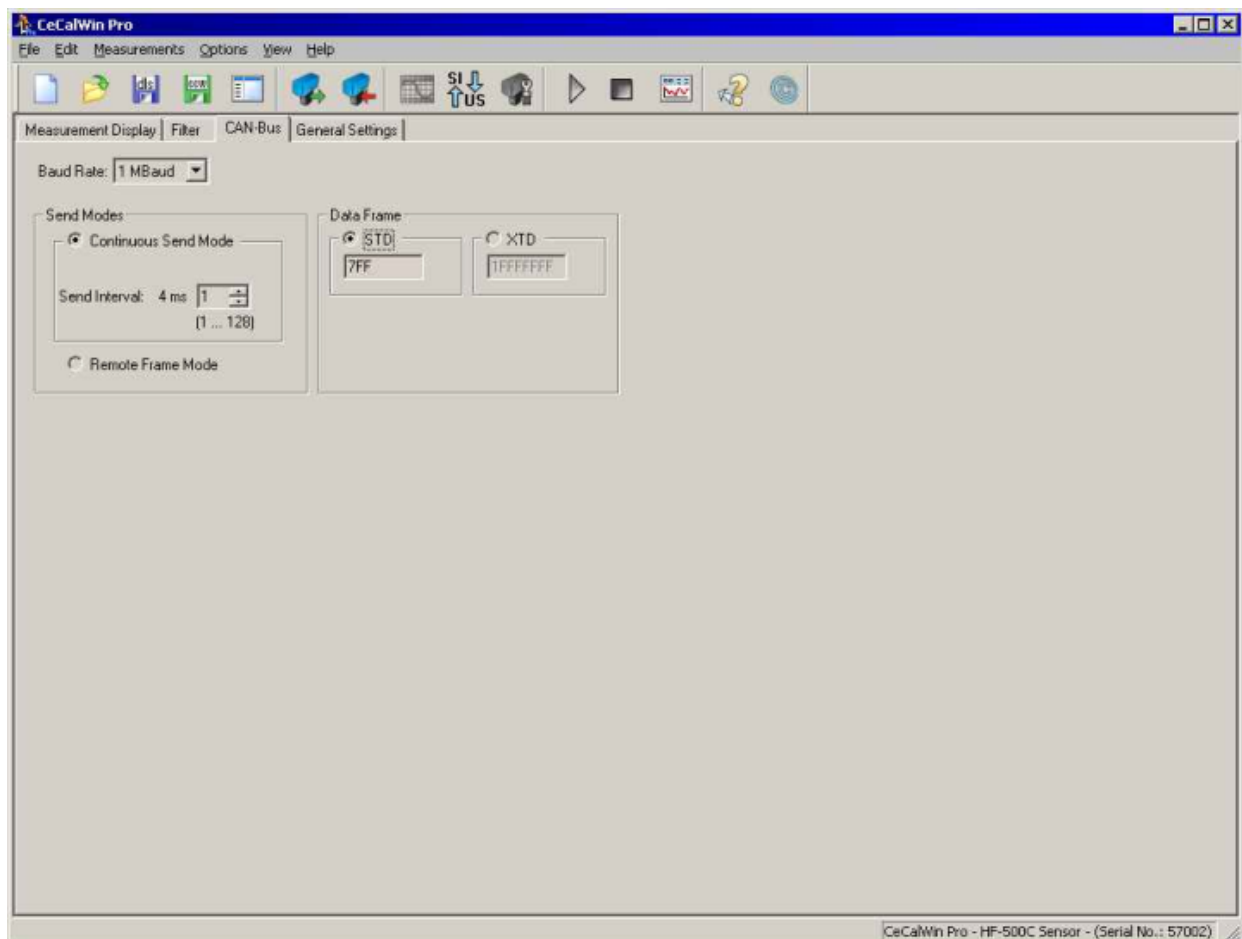 CeCalWin Pro
File Edit Measurements Options View Help
dls ccw SI US
Measurement Display Filter CAN-Bus General Settings
Baud Rate: 1 MBaud
Send Modes
Continuous Send Mode
Send Interval: 4 ms 1
(1 ... 128)
Remote Frame Mode
Data Frame
STD XTD
7FF 1FFFFFFF
CeCalWin Pro - HF-500C Sensor - (Serial No.: 57002)